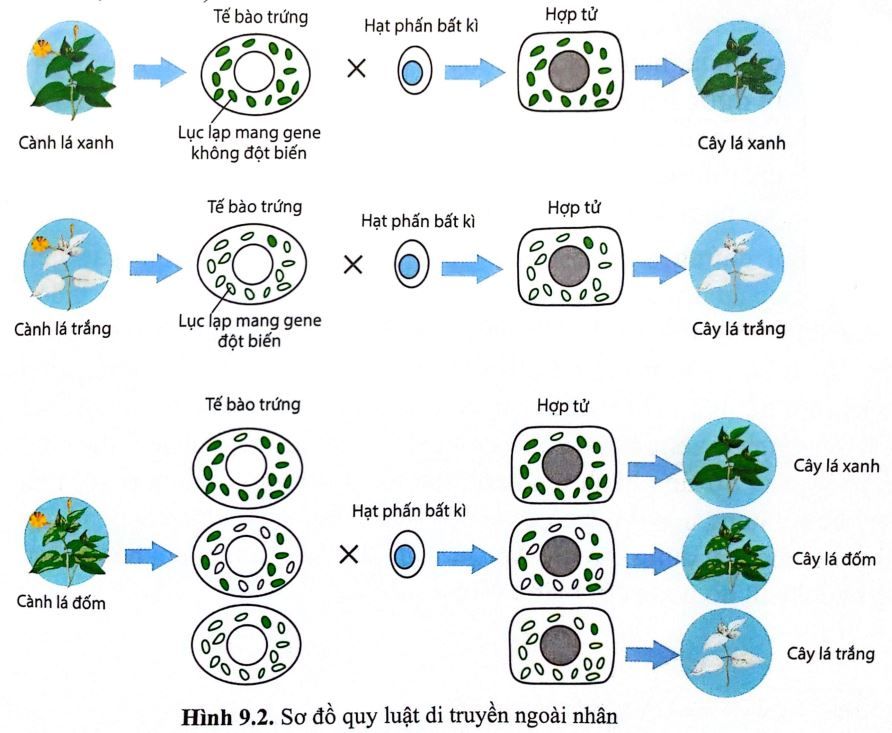 Tế bào trứng
Hạt phấn bất kì
Hợp tử
Lục lạp mang gene
không đột biến
Cành lá xanh
Cây lá xanh
Tế bào trứng
Hạt phấn bất kì
Hợp tử
Lục lạp mang gene
đột biến
Cành lá trắng
Cây lá trắng
Tế bào trứng
Hợp tử
Cây lá xanh
Hạt phấn bất kì
Cây lá đốm
Cành lá đốm
Cây lá trắng
Hình 9.2. Sơ đồ quy luật di truyền ngoài nhân